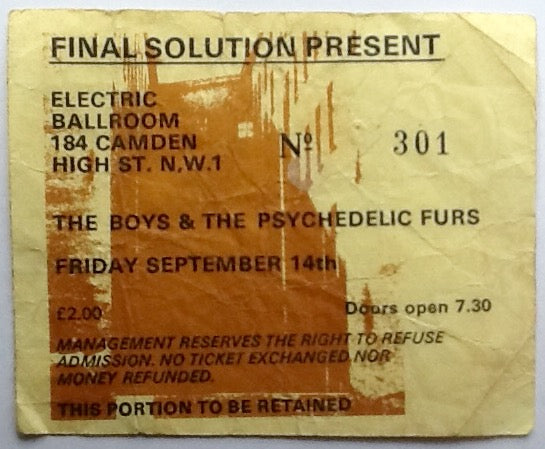 FINAL SOLUTION PRESENT
ELECTRIC
BALLROOM
184 CAMDEN
HIGH ST. N,W.1
Nº 301
THE BOYS & THE PSYCHEDELIC FURS
FRIDAY SEPTEMBER 14th
£2.00 Doors open 7.30
MANAGEMENT RESERVES THE RIGHT TO REFUSE
ADMISSION. NO TICKET EXCHANGED NOR
MONEY REFUNDED.
THIS PORTION TO BE RETAINED